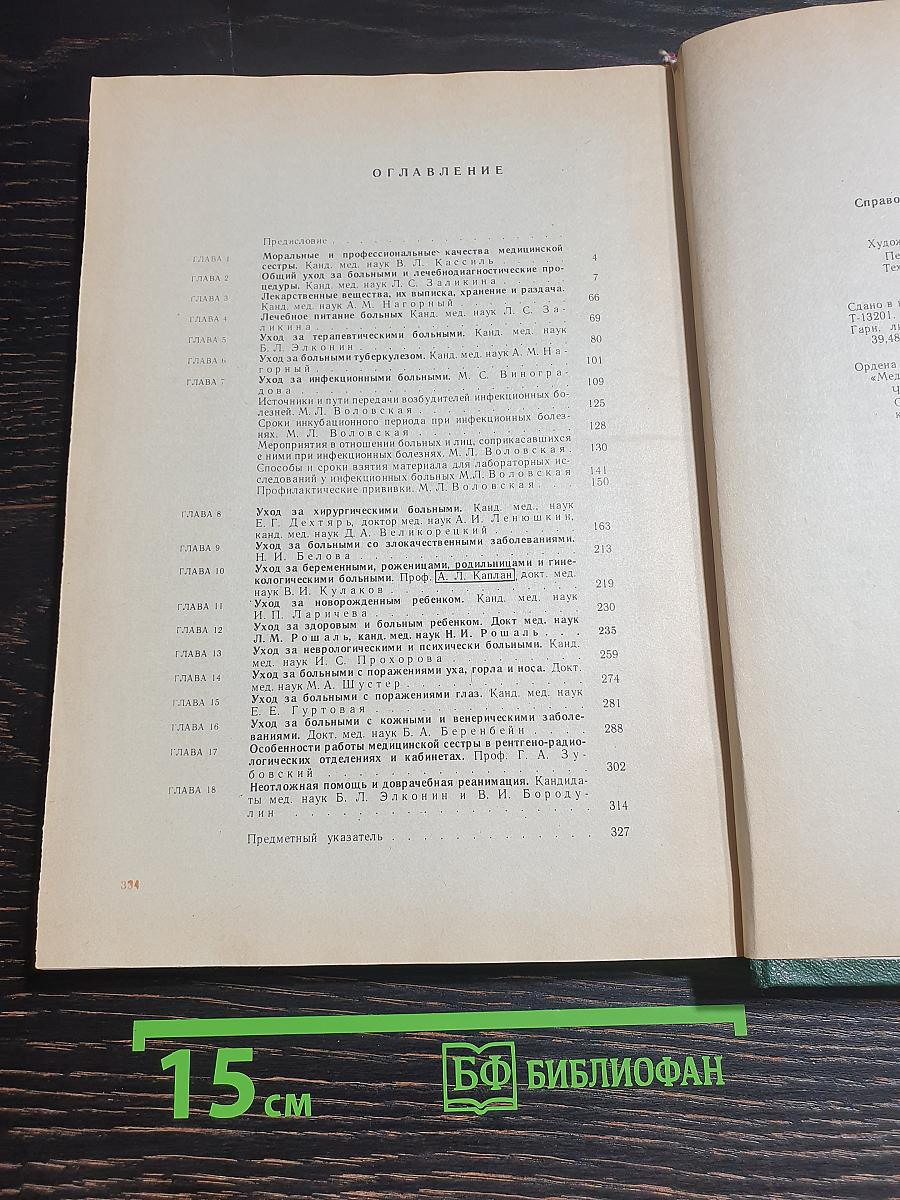 ОГЛАВЛЕНИЕ
Предисловие . . . . . . . . . .
ГЛАВА 1 Моральные и профессиональные качества медицинской
сестры. Канд. мед. наук В. Л. Кассиль . . . . 4
ГЛАВА 2 Общий уход за больными и лечебнодиагностические про-
цедуры. Канд. мед. наук Л. С. Заликина . . . . 7
ГЛАВА 3 Лекарственные вещества, их выписка, хранение и раздача.
Канд. мед. наук А. М. Нагорный . . . . 66
ГЛАВА 4 Лечебное питание больных Канд. мед. наук Л. С. За-
ликина . . . . 69
ГЛАВА 5 Уход за терапевтическими больными. Канд. мед. наук
Б. Л. Элконин . . . . 80
ГЛАВА 6 Уход за больными туберкулезом. Канд. мед. наук А. М. На-
горный . . . . 101
ГЛАВА 7 Уход за инфекционными больными. М. С. Виногра-
дова . . . . 109
Источники и пути передачи возбудителей инфекционных бо-
лезней. М. Л. Воловская . . . . 125
Сроки инкубационного периода при инфекционных болез-
нях. М. Л. Воловская . . . . 128
Мероприятия в отношении больных и лиц, соприкасавшихся
с ними при инфекционных болезнях. М. Л. Воловская . 130
Способы и сроки взятия материала для лабораторных ис-
следований у инфекционных больных М.Л. Воловская 141
Профилактические прививки. М. Л. Воловская . . . 150
ГЛАВА 8 Уход за хирургическими больными. Канд. мед., наук
Е. Г. Дехтярь, доктор мед. наук А. И. Ленюшкин,
канд. мед. наук Д. А. Великорецкий . . . . 163
ГЛАВА 9 Уход за больными со злокачественными заболеваниями.
Н. И. Белова . . . . 213
ГЛАВА 10 Уход за беременными, роженицами, родильницами и гине-
кологическими больными. Проф. А. Л. Каплан, докт. мед.
наук В. И. Кулаков . . . . 219
ГЛАВА 11 Уход за новорожденным ребенком. Канд. мед. наук
И. П. Ларичева . . . . 230
ГЛАВА 12 Уход за здоровым и больным ребенком. Докт мед. наук
Л. М. Рошаль, канд. мед. наук Н. И. Рошаль . . . 235
ГЛАВА 13 Уход за неврологическими и психически больными. Канд.
мед. наук И. С. Прохорова . . . . 259
ГЛАВА 14 Уход за больными с поражениями уха, горла и носа. Докт.
мед. наук М. А. Шустер . . . . 274
ГЛАВА 15 Уход за больными с поражениями глаз. Канд. мед. наук
Е. Е. Гуртовая . . . . 281
ГЛАВА 16 Уход за больными с кожными и венерическими заболе-
ваниями. Докт. мед. наук Б. А. Беренбейн . . . . 288
ГЛАВА 17 Особенности работы медицинской сестры в рентгено-радио-
логических отделениях и кабинетах. Проф. Г. А. Зу-
бовский . . . . 302
ГЛАВА 18 Неотложная помощь и доврачебная реанимация. Кандида-
ты мед. наук Б. Л. Элконин и В. И. Бороду-
лин . . . . 314
Предметный указатель . . . . 327
334
Справо
Худож
Пе
Тех
Сдано в
Т-13201.
Гарн. ли
39,48
Ордена
«Мед
Ч
С
к
15 см
БФ БИБЛИОФАН